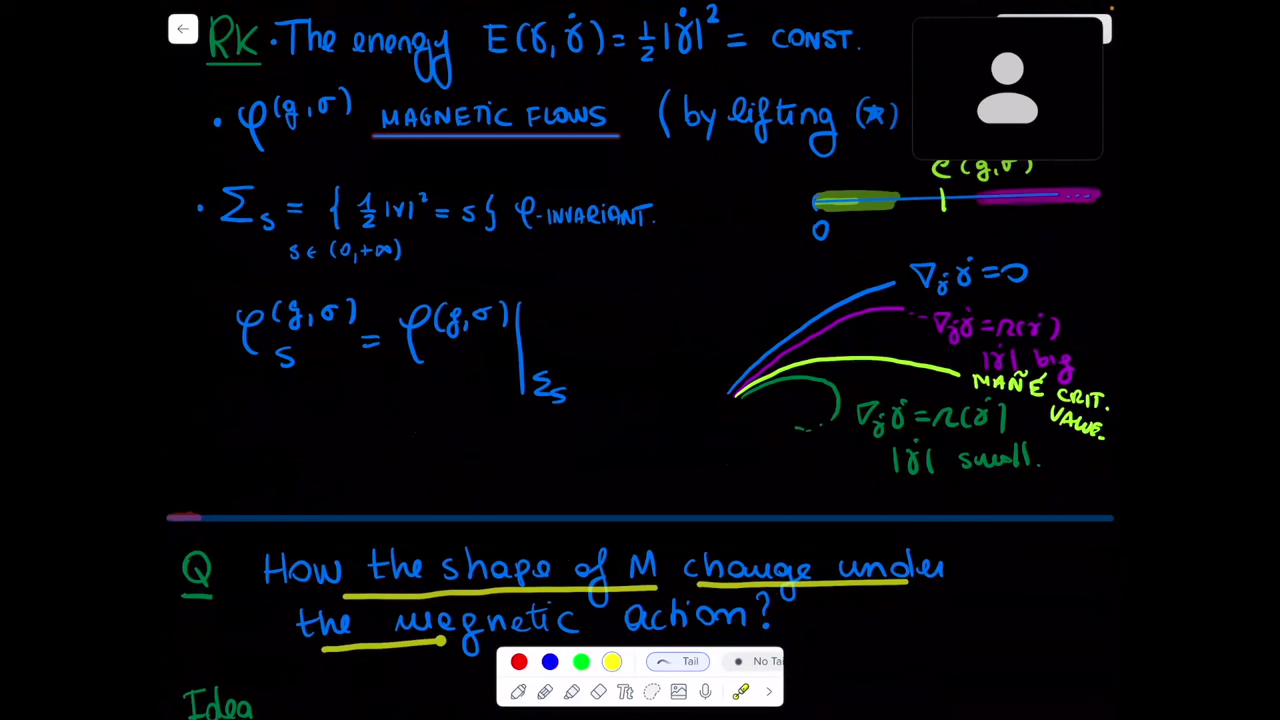 RK • The energy E(γ, γ̇) = ½|γ̇|² = CONST.
• φ^(g,σ) MAGNETIC FLOWS (by lifting (★)
C(g,σ)
0
• Σ_s = { ½|v|² = s } φ-INVARIANT.
s ∈ (0,+∞)
φ_s^(g,σ) = φ^(g,σ)|_Σs
∇_γ̇ γ̇ = 0
∇_γ̇ γ̇ = Ω(γ̇)
|γ̇| big
MAÑÉ CRIT. VALUE.
∇_γ̇ γ̇ = Ω(γ̇)
|γ̇| small.
Q How the shape of M change under
the magnetic action?
Tail
No Tai
Tt
Idea